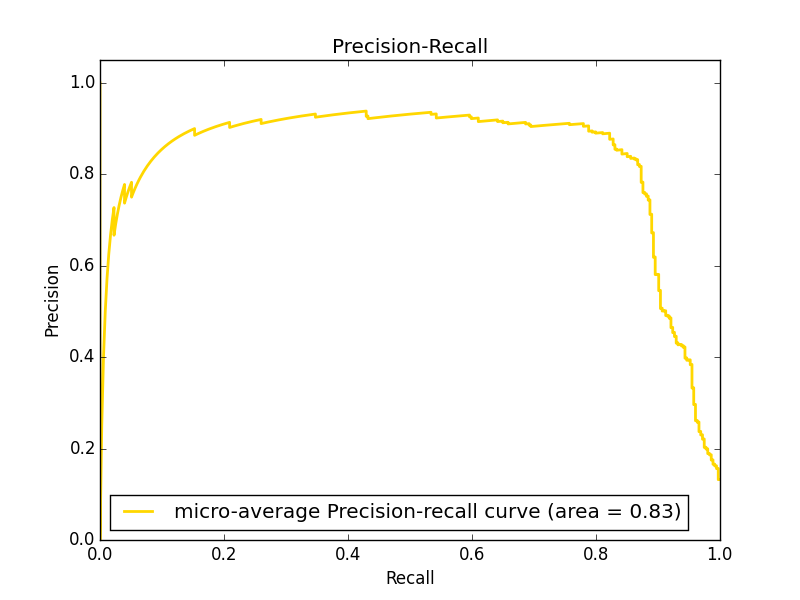 Precision-Recall
1.0
0.8
0.6
0.4
0.2
0.0
Precision
micro-average Precision-recall curve (area = 0.83)
0.0 0.2 0.4 0.6 0.8 1.0
Recall